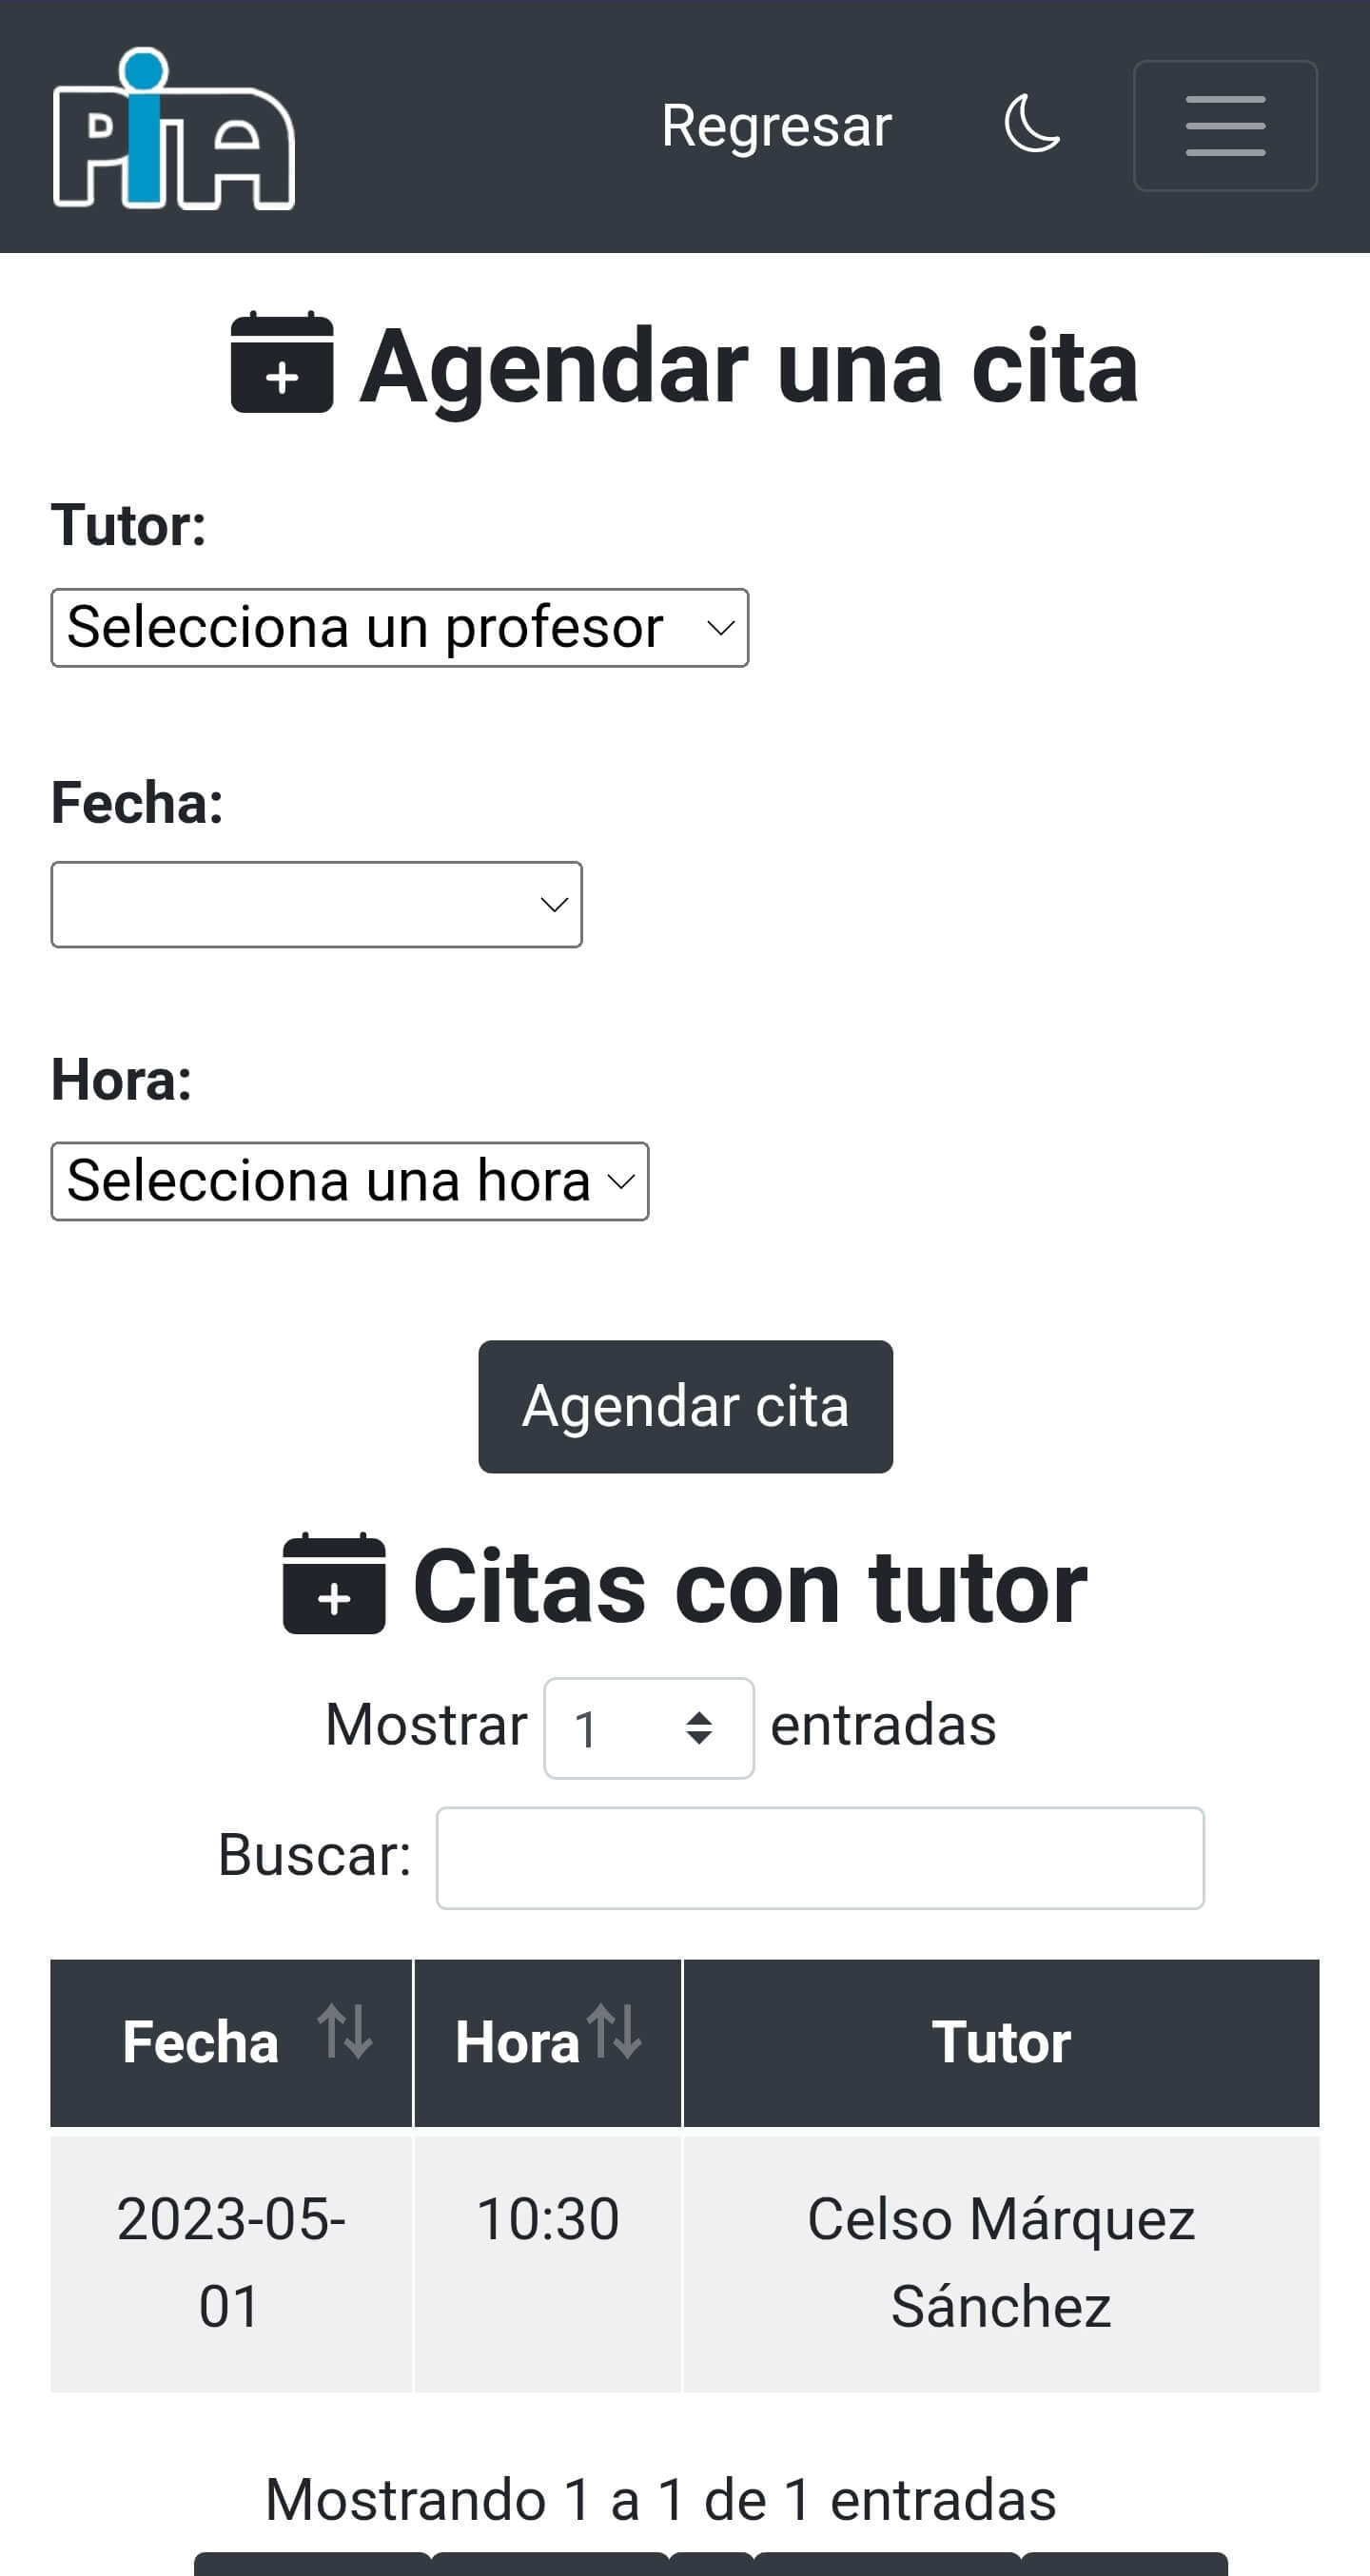 PiA
Regresar
Agendar una cita
Tutor:
Selecciona un profesor
Fecha:
Hora:
Selecciona una hora
Agendar cita
Citas con tutor
Mostrar 1 entradas
Buscar:
Fecha Hora Tutor
2023-05- 10:30 Celso Márquez
01 Sánchez
Mostrando 1 a 1 de 1 entradas